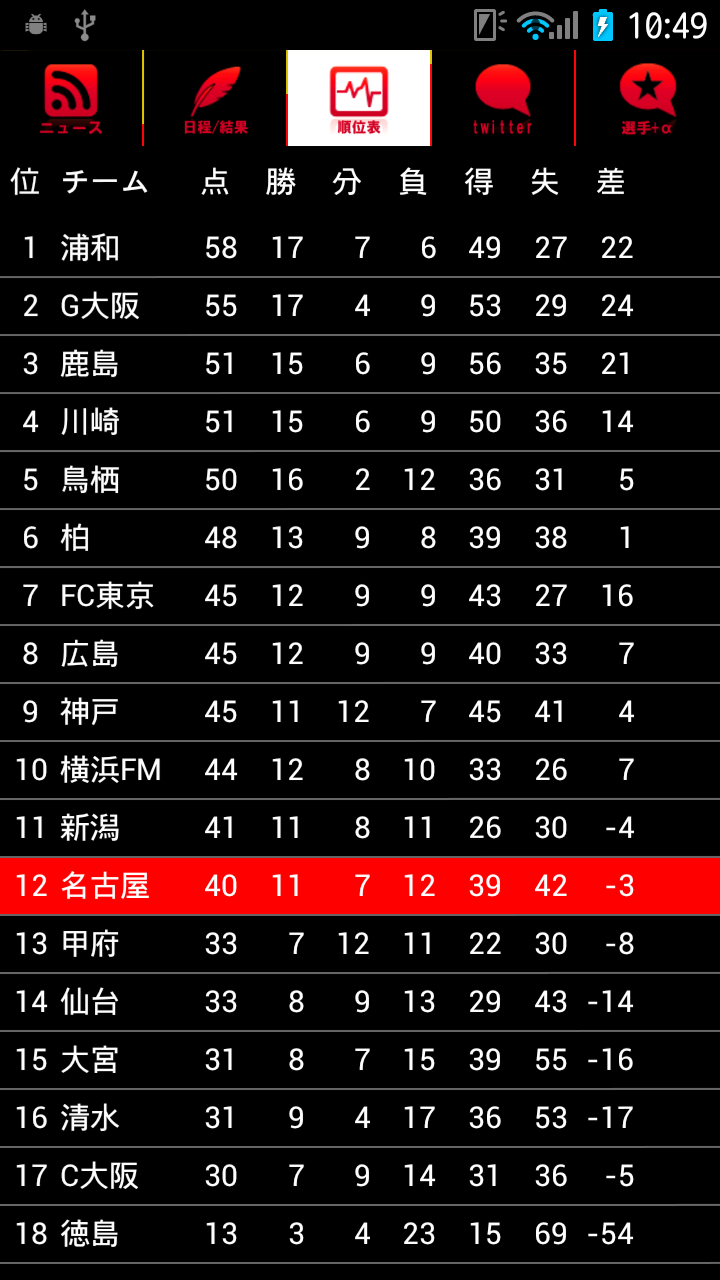 10:49
ニュース 日程/結果 順位表 twitter 選手+α
位 チーム 点 勝 分 負 得 失 差
1 浦和 58 17 7 6 49 27 22
2 G大阪 55 17 4 9 53 29 24
3 鹿島 51 15 6 9 56 35 21
4 川崎 51 15 6 9 50 36 14
5 鳥栖 50 16 2 12 36 31 5
6 柏 48 13 9 8 39 38 1
7 FC東京 45 12 9 9 43 27 16
8 広島 45 12 9 9 40 33 7
9 神戸 45 11 12 7 45 41 4
10 横浜FM 44 12 8 10 33 26 7
11 新潟 41 11 8 11 26 30 -4
12 名古屋 40 11 7 12 39 42 -3
13 甲府 33 7 12 11 22 30 -8
14 仙台 33 8 9 13 29 43 -14
15 大宮 31 8 7 15 39 55 -16
16 清水 31 9 4 17 36 53 -17
17 C大阪 30 7 9 14 31 36 -5
18 徳島 13 3 4 23 15 69 -54